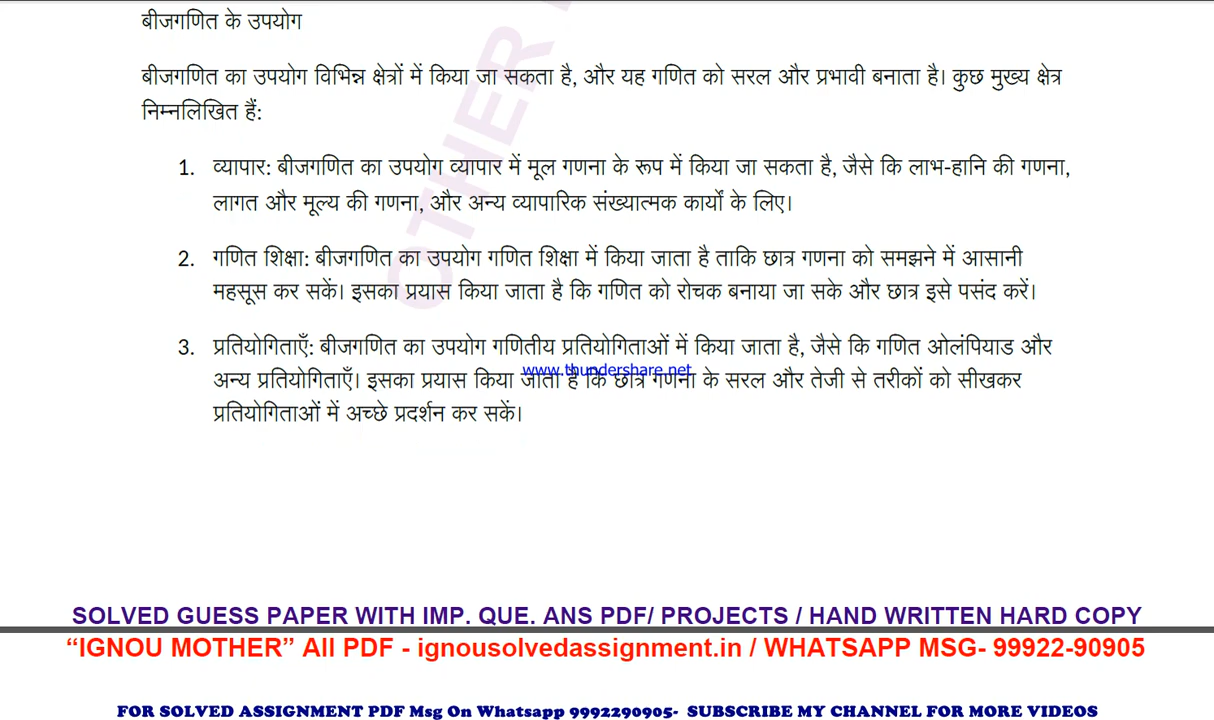 बीजगणित के उपयोग
बीजगणित का उपयोग विभिन्न क्षेत्रों में किया जा सकता है, और यह गणित को सरल और प्रभावी बनाता है। कुछ मुख्य क्षेत्र
निम्नलिखित हैं:
1. व्यापार: बीजगणित का उपयोग व्यापार में मूल गणना के रूप में किया जा सकता है, जैसे कि लाभ-हानि की गणना,
लागत और मूल्य की गणना, और अन्य व्यापारिक संख्यात्मक कार्यों के लिए।
2. गणित शिक्षा: बीजगणित का उपयोग गणित शिक्षा में किया जाता है ताकि छात्र गणना को समझने में आसानी
महसूस कर सकें। इसका प्रयास किया जाता है कि गणित को रोचक बनाया जा सके और छात्र इसे पसंद करें।
3. प्रतियोगिताएँ: बीजगणित का उपयोग गणितीय प्रतियोगिताओं में किया जाता है, जैसे कि गणित ओलंपियाड और
www.thundershare.net
अन्य प्रतियोगिताएँ। इसका प्रयास किया जाता है कि छात्र गणना के सरल और तेजी से तरीकों को सीखकर
प्रतियोगिताओं में अच्छे प्रदर्शन कर सकें।
OTHER
SOLVED GUESS PAPER WITH IMP. QUE. ANS PDF/ PROJECTS / HAND WRITTEN HARD COPY
“IGNOU MOTHER” All PDF - ignousolvedassignment.in / WHATSAPP MSG- 99922-90905
FOR SOLVED ASSIGNMENT PDF Msg On Whatsapp 9992290905- SUBSCRIBE MY CHANNEL FOR MORE VIDEOS